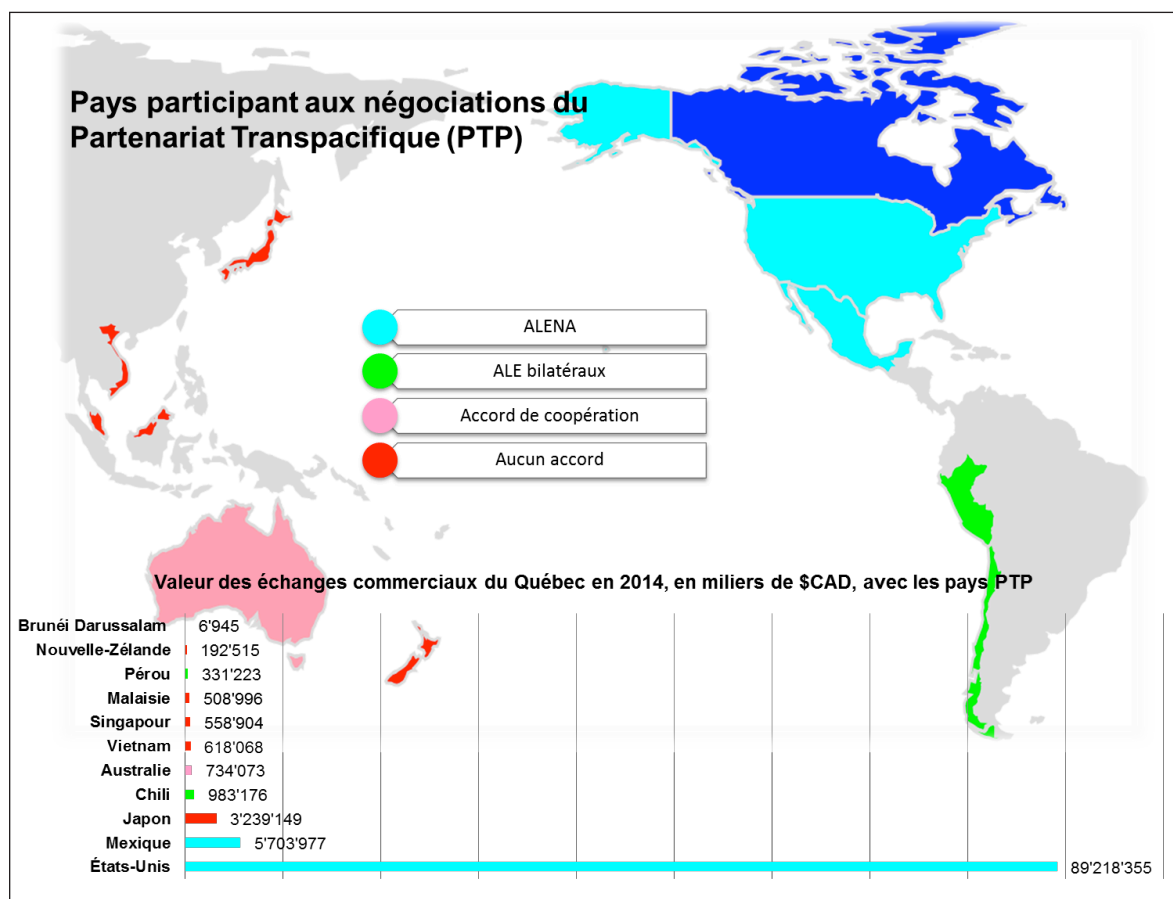 Pays participant aux négociations du
Partenariat Transpacifique (PTP)
ALENA
ALE bilatéraux
Accord de coopération
Aucun accord
Valeur des échanges commerciaux du Québec en 2014, en miliers de $CAD, avec les pays PTP
Brunéi Darussalam 6'945
Nouvelle-Zélande 192'515
Pérou 331'223
Malaisie 508'996
Singapour 558'904
Vietnam 618'068
Australie 734'073
Chili 983'176
Japon 3'239'149
Mexique 5'703'977
États-Unis 89'218'355